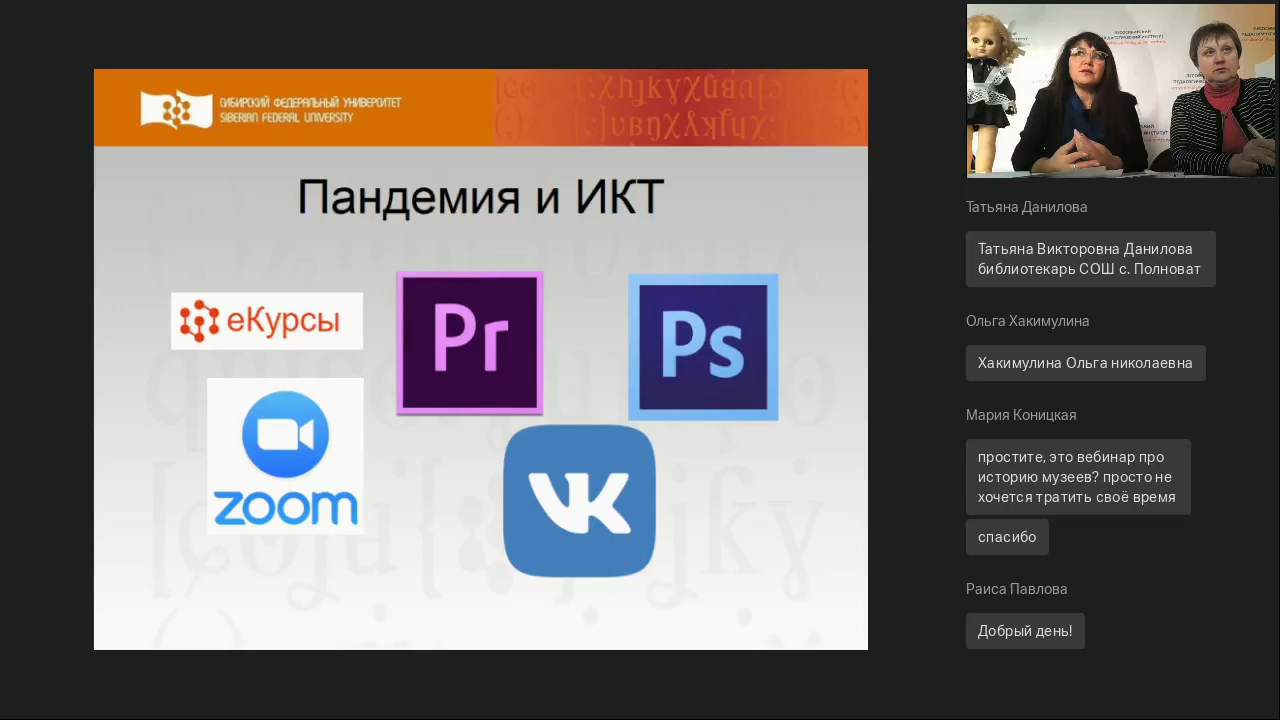 СИБИРСКИЙ ФЕДЕРАЛЬНЫЙ УНИВЕРСИТЕТ
SIBERIAN FEDERAL UNIVERSITY
Пандемия и ИКТ
еКурсы
Pr
Ps
zoom
VK
Татьяна Данилова
Татьяна Викторовна Данилова
библиотекарь СОШ с. Полноват
Ольга Хакимулина
Хакимулина Ольга николаевна
Мария Коницкая
простите, это вебинар про
историю музеев? просто не
хочется тратить своё время
спасибо
Раиса Павлова
Добрый день!